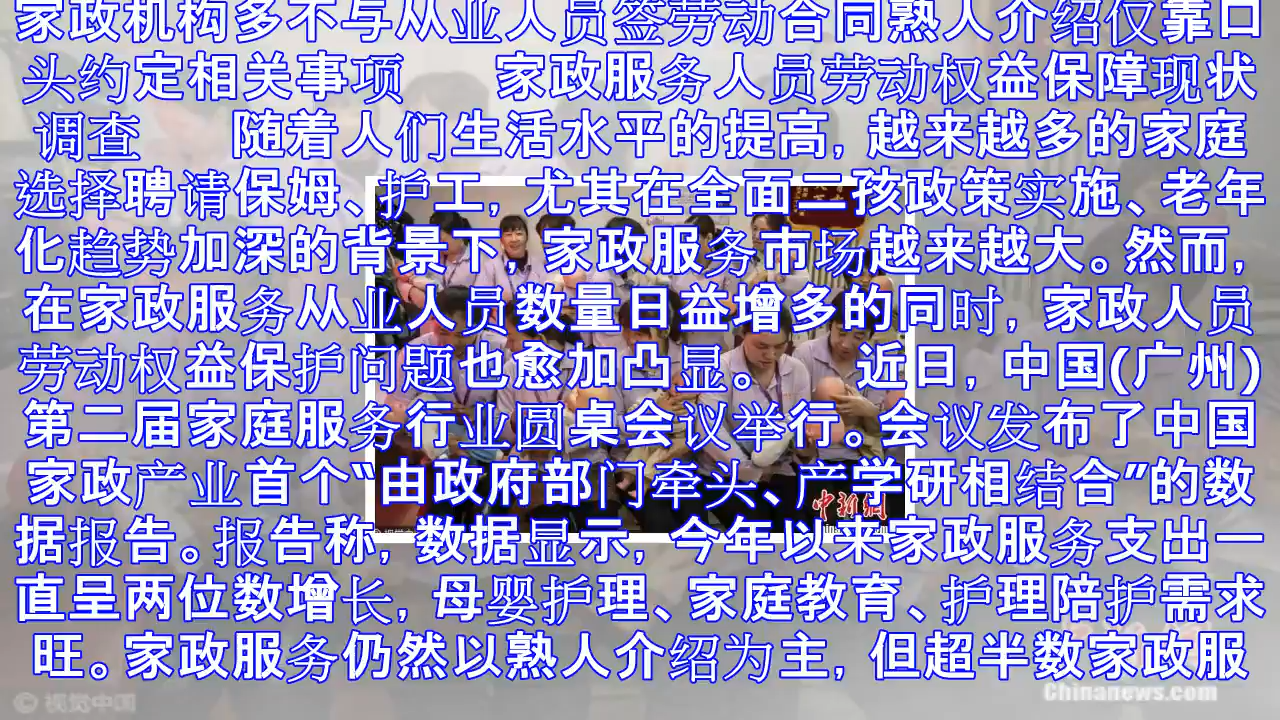 家政机构多不与从业人员签劳动合同熟人介绍仅靠口
头约定相关事项　　家政服务人员劳动权益保障现状
调查　　随着人们生活水平的提高，越来越多的家庭
选择聘请保姆、护工，尤其在全面二孩政策实施、老年
化趋势加深的背景下，家政服务市场越来越大。然而，
在家政服务从业人员数量日益增多的同时，家政人员
劳动权益保护问题也愈加凸显。　　近日，中国(广州)
第二届家庭服务行业圆桌会议举行。会议发布了中国
家政产业首个“由政府部门牵头、产学研相结合”的数
据报告。报告称，数据显示，今年以来家政服务支出一
直呈两位数增长，母婴护理、家庭教育、护理陪护需求
旺。家政服务仍然以熟人介绍为主，但超半数家政服
中新网
© 视觉中国
Chinanews.com